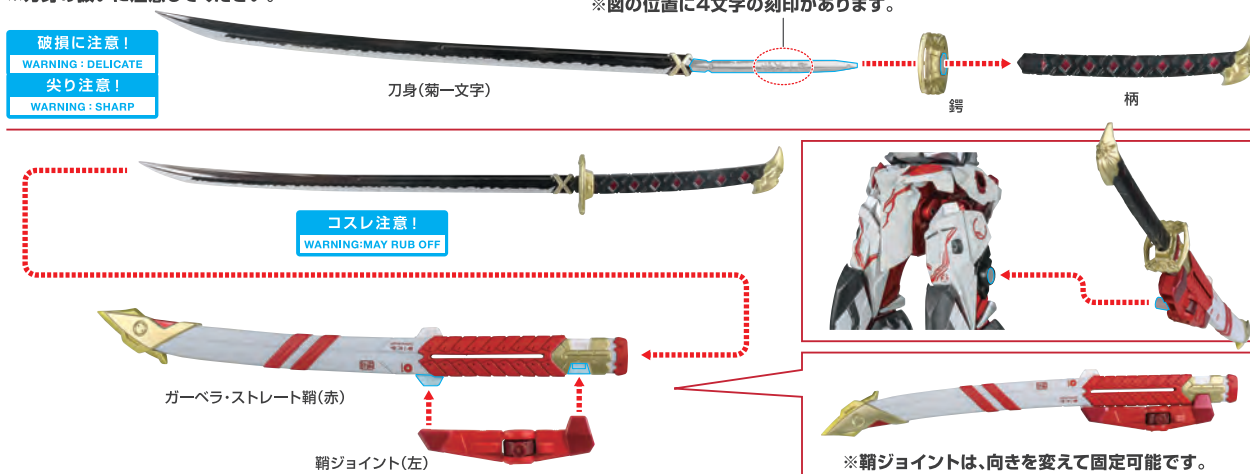 ※図の位置に4文字の刻印があります。
破損に注意！
WARNING : DELICATE
尖り注意！
WARNING : SHARP
刀身(菊一文字)
鍔
柄
コスレ注意！
WARNING:MAY RUB OFF
ガーベラ・ストレート鞘(赤)
鞘ジョイント(左)
※鞘ジョイントは、向きを変えて固定可能です。